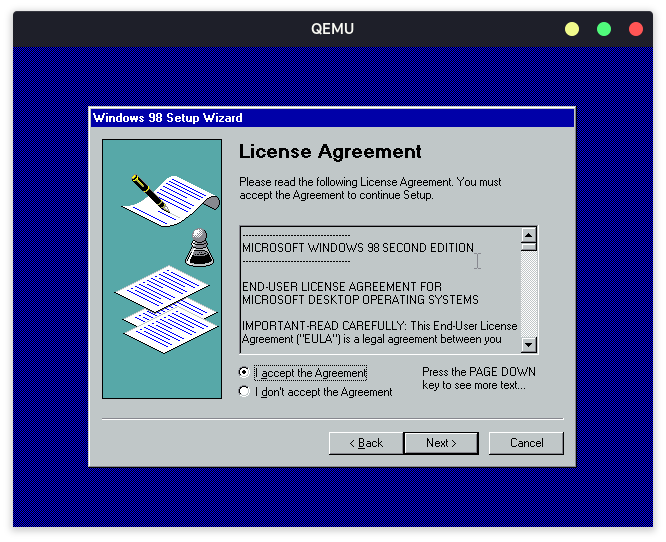 QEMU
Windows 98 Setup Wizard
License Agreement
Please read the following License Agreement. You must
accept the Agreement to continue Setup.
----------------------------------------
MICROSOFT WINDOWS 98 SECOND EDITION
----------------------------------------
END-USER LICENSE AGREEMENT FOR
MICROSOFT DESKTOP OPERATING SYSTEMS
IMPORTANT-READ CAREFULLY: This End-User License
Agreement ("EULA") is a legal agreement between you
I accept the Agreement
I don't accept the Agreement
Press the PAGE DOWN
key to see more text...
< Back
Next >
Cancel